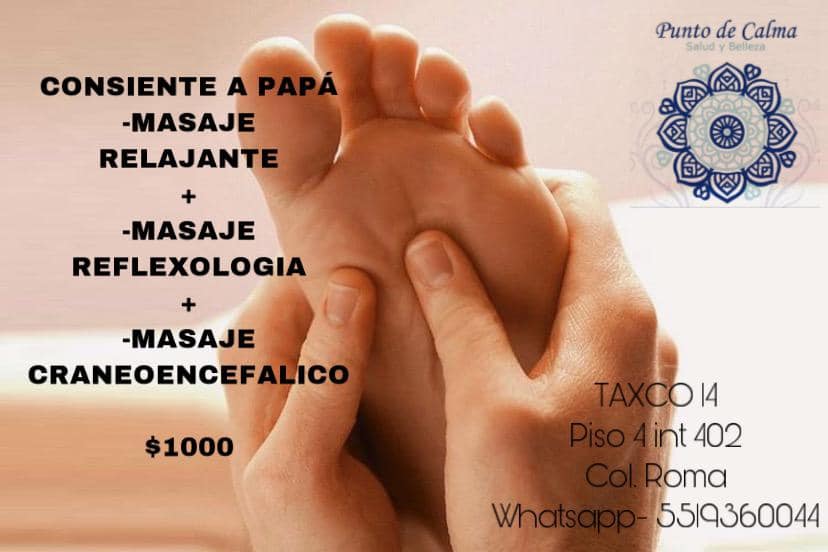 CONSIENTE A PAPÁ
-MASAJE
RELAJANTE
+
-MASAJE
REFLEXOLOGIA
+
-MASAJE
CRANEOENCEFALICO
$1000
Punto de Calma
Salud y Belleza
TAXCO 14
Piso 4 int 402
Col. Roma
Whatsapp- 5519360044